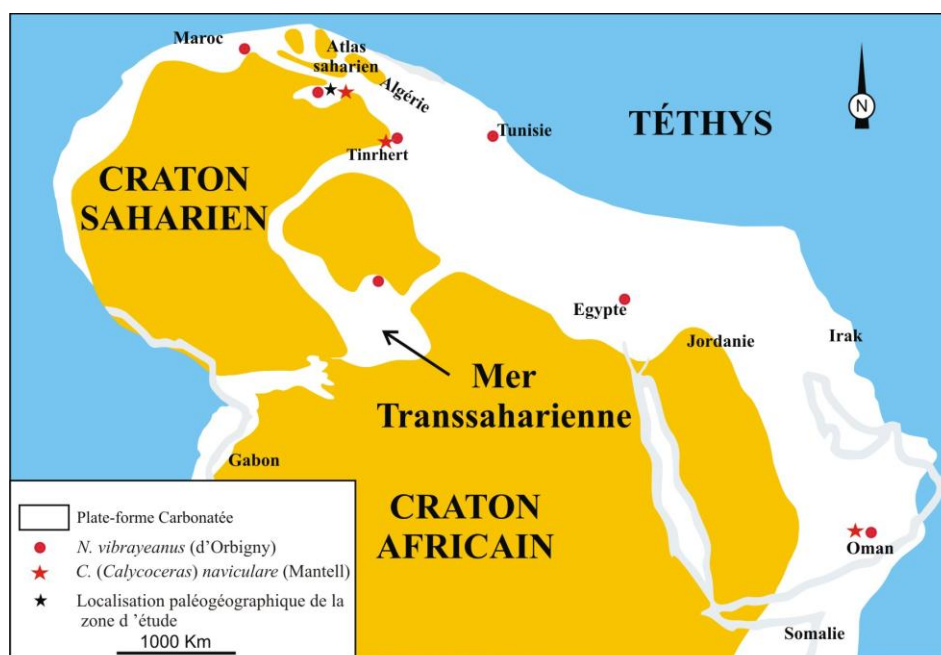 Maroc
Atlas
saharien
Algérie
N
TÉTHYS
Tunisie
Tinrhert
CRATON
SAHARIEN
Egypte
Jordanie
Irak
Mer
Transsaharienne
Gabon
CRATON
AFRICAIN
Oman
Somalie
Plate-forme Carbonatée
N. vibrayeanus (d'Orbigny)
C. (Calycoceras) naviculare (Mantell)
Localisation paléogéographique de la
zone d 'étude
1000 Km